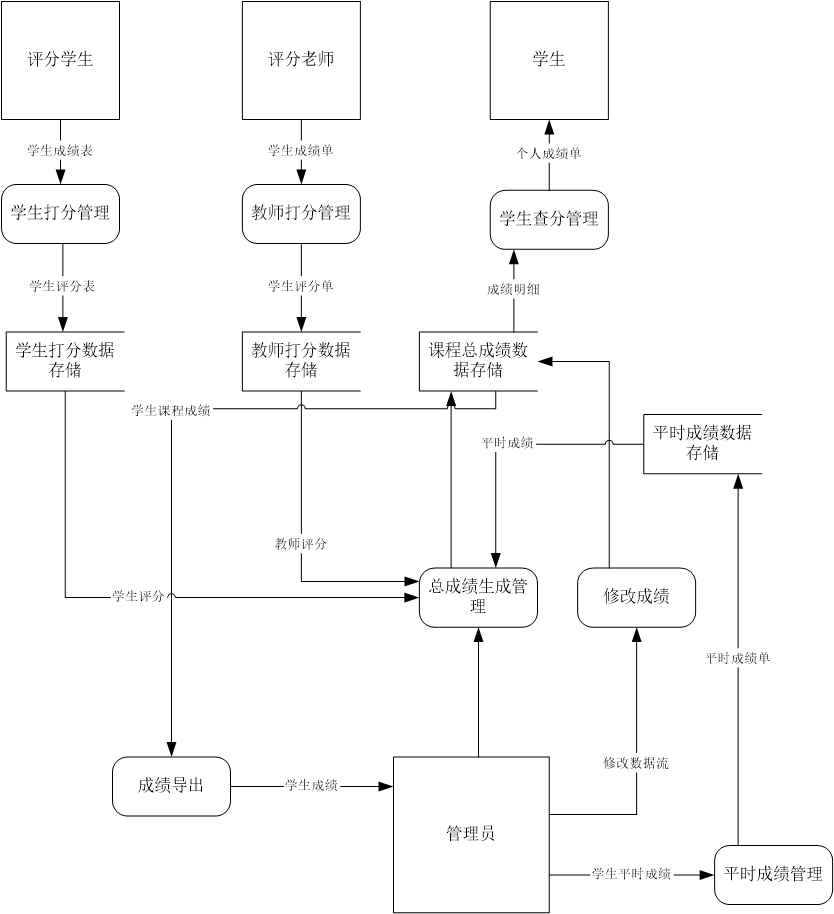 评分学生
评分老师
学生
学生成绩表
学生成绩单
个人成绩单
学生打分管理
教师打分管理
学生查分管理
学生评分表
学生评分单
成绩明细
学生打分数据
存储
教师打分数据
存储
课程总成绩数
据存储
学生课程成绩
平时成绩
平时成绩数据
存储
教师评分
学生评分
总成绩生成管
理
修改成绩
平时成绩单
修改数据流
成绩导出
学生成绩
管理员
学生平时成绩
平时成绩管理